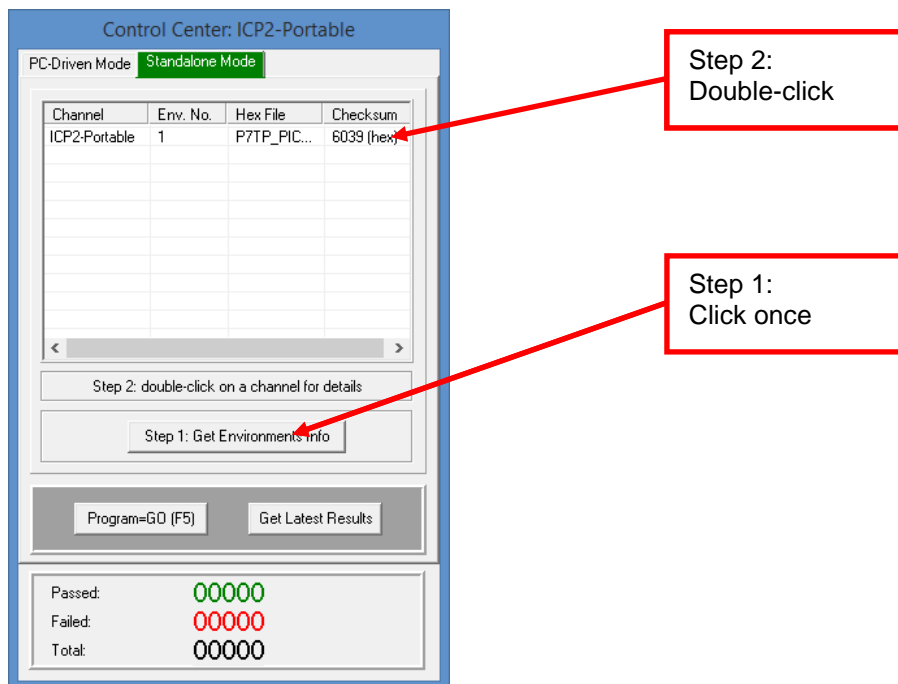 Control Center: ICP2-Portable
PC-Driven Mode Standalone Mode
Channel Env. No. Hex File Checksum
ICP2-Portable 1 P7TP_PIC... 6039 (hex)
Step 2: double-click on a channel for details
Step 1: Get Environments Info
Program=GO (F5) Get Latest Results
Passed: 00000
Failed: 00000
Total: 00000
Step 2:
Double-click
Step 1:
Click once